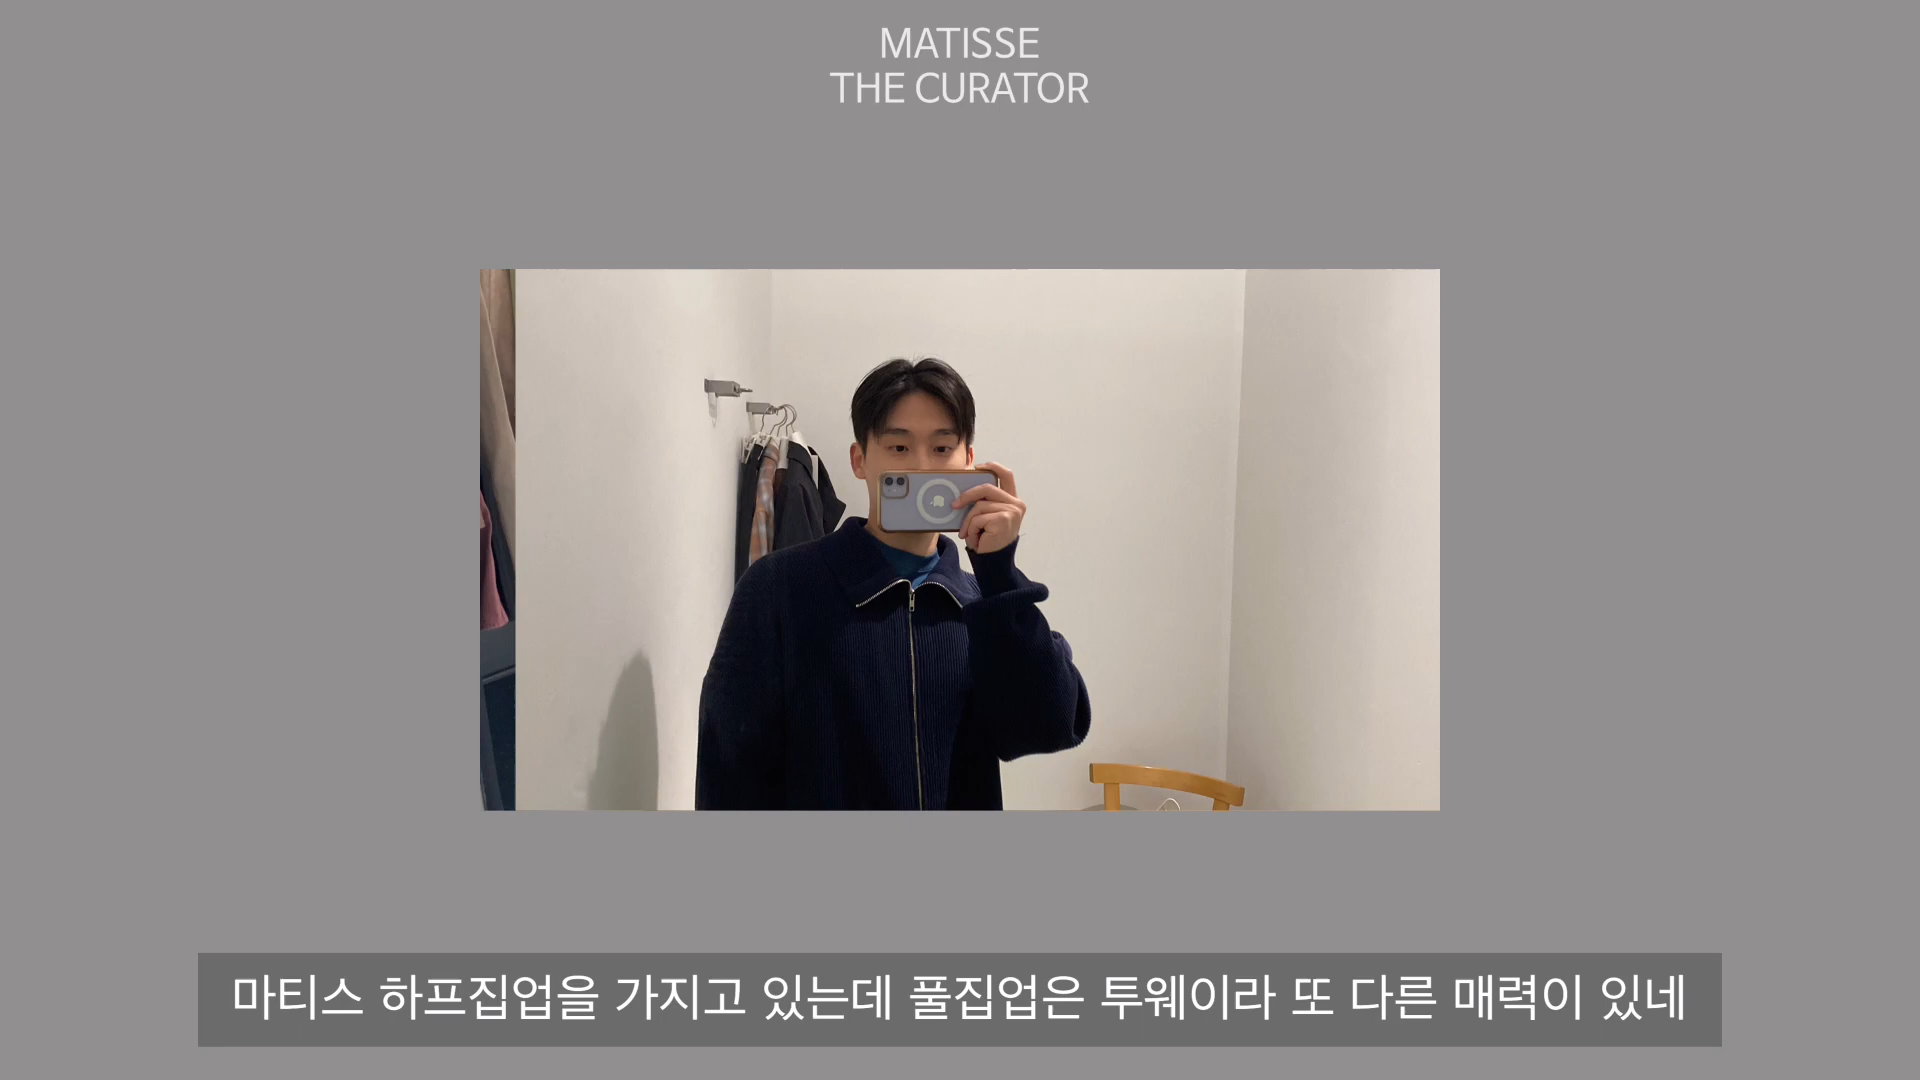 MATISSE
THE CURATOR
마티스 하프집업을 가지고 있는데 풀집업은 투웨이라 또 다른 매력이 있네